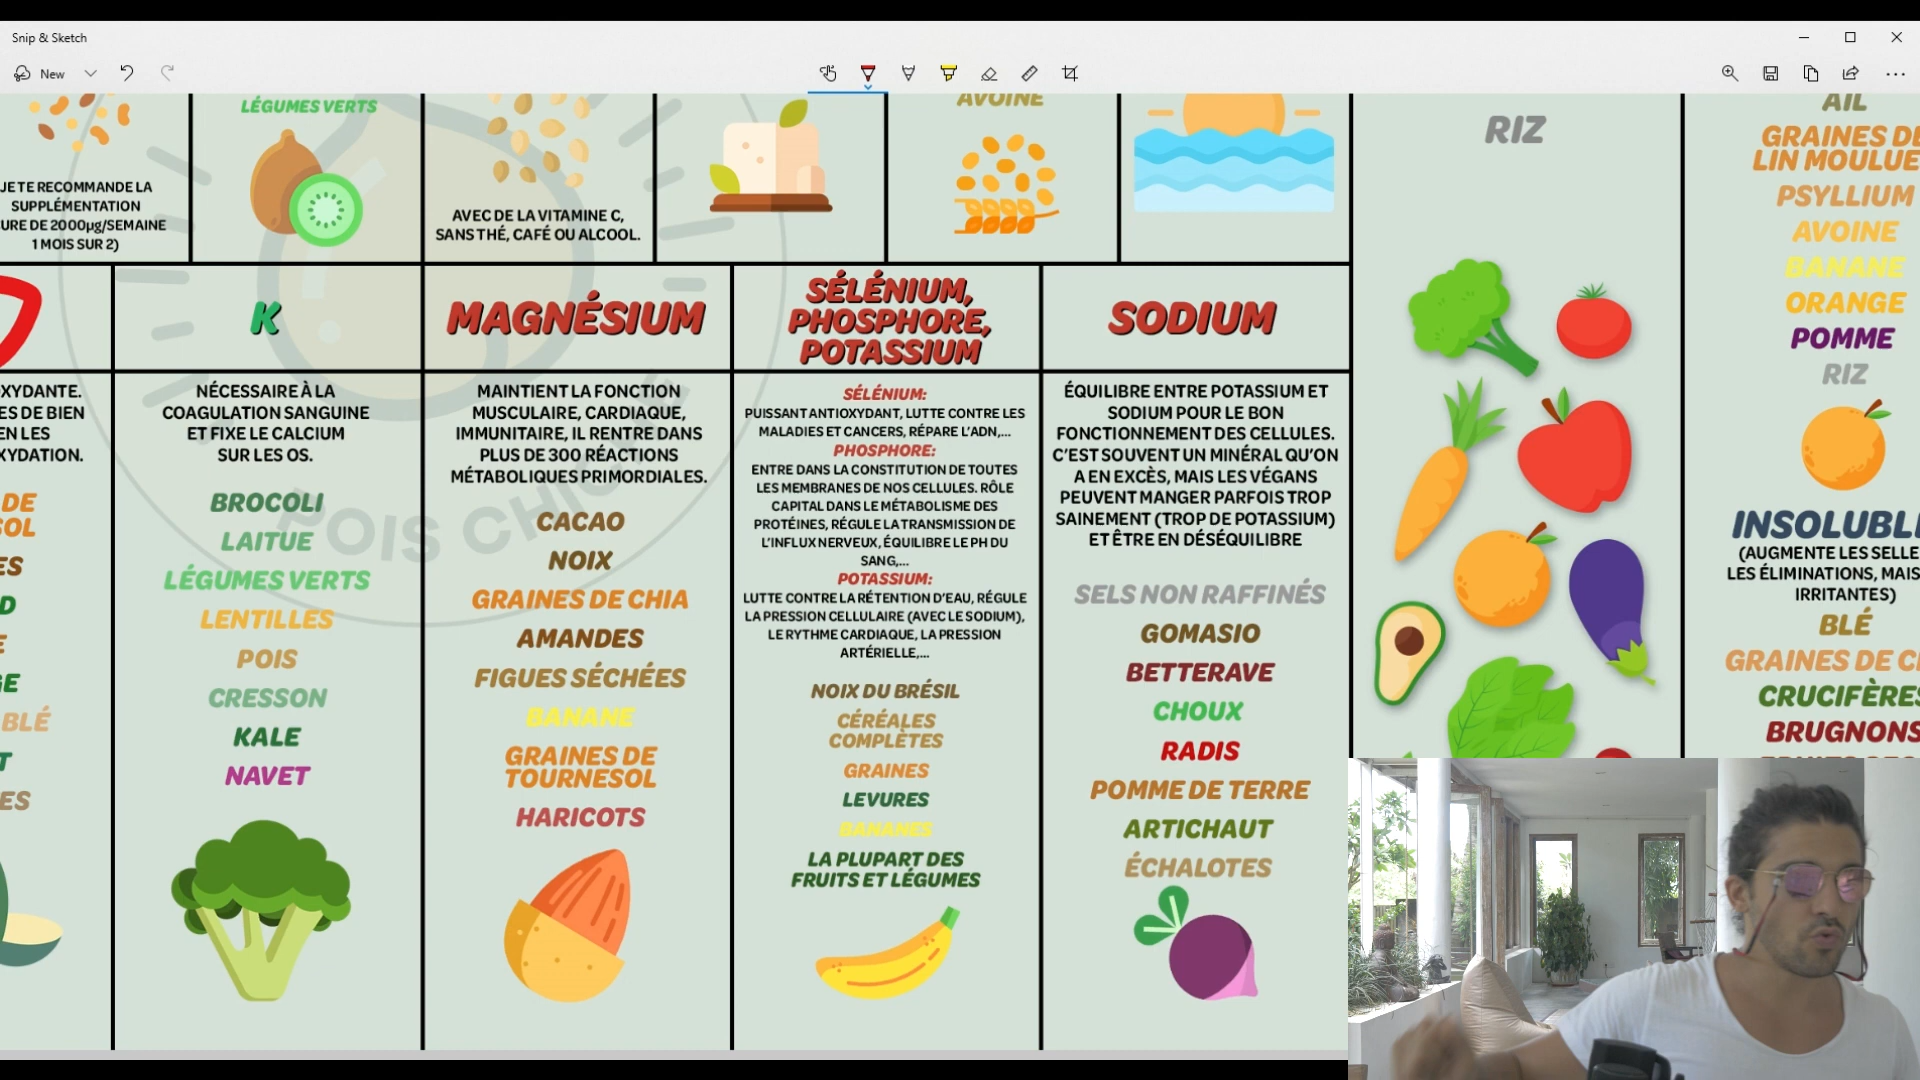 Snip & Sketch
New
LÉGUMES VERTS
AVOINE
JE TE RECOMMANDE LA
SUPPLÉMENTATION
URE DE 2000µg/SEMAINE
1 MOIS SUR 2)
AVEC DE LA VITAMINE C,
SANS THÉ, CAFÉ OU ALCOOL.
K
MAGNÉSIUM
SÉLÉNIUM,
PHOSPHORE,
POTASSIUM
SODIUM
OXYDANTE.
ES DE BIEN
EN LES
XYDATION.
DE
SOL
ES
D
E
GE
BLÉ
T
ES
NÉCESSAIRE À LA
COAGULATION SANGUINE
ET FIXE LE CALCIUM
SUR LES OS.
BROCOLI
LAITUE
LÉGUMES VERTS
LENTILLES
POIS
CRESSON
KALE
NAVET
POIS CHICHE
MAINTIENT LA FONCTION
MUSCULAIRE, CARDIAQUE,
IMMUNITAIRE, IL RENTRE DANS
PLUS DE 300 RÉACTIONS
MÉTABOLIQUES PRIMORDIALES.
CACAO
NOIX
GRAINES DE CHIA
AMANDES
FIGUES SÉCHÉES
BANANE
GRAINES DE
TOURNESOL
HARICOTS
SÉLÉNIUM:
PUISSANT ANTIOXYDANT, LUTTE CONTRE LES
MALADIES ET CANCERS, RÉPARE L'ADN,...
PHOSPHORE:
ENTRE DANS LA CONSTITUTION DE TOUTES
LES MEMBRANES DE NOS CELLULES. RÔLE
CAPITAL DANS LE MÉTABOLISME DES
PROTÉINES, RÉGULE LA TRANSMISSION DE
L'INFLUX NERVEUX, ÉQUILIBRE LE PH DU
SANG,...
POTASSIUM:
LUTTE CONTRE LA RÉTENTION D'EAU, RÉGULE
LA PRESSION CELLULAIRE (AVEC LE SODIUM),
LE RYTHME CARDIAQUE, LA PRESSION
ARTÉRIELLE,...
NOIX DU BRÉSIL
CÉRÉALES
COMPLÈTES
GRAINES
LEVURES
BANANES
LA PLUPART DES
FRUITS ET LÉGUMES
ÉQUILIBRE ENTRE POTASSIUM ET
SODIUM POUR LE BON
FONCTIONNEMENT DES CELLULES.
C'EST SOUVENT UN MINÉRAL QU'ON
A EN EXCÈS, MAIS LES VÉGANS
PEUVENT MANGER PARFOIS TROP
SAINEMENT (TROP DE POTASSIUM)
ET ÊTRE EN DÉSÉQUILIBRE
SELS NON RAFFINÉS
GOMASIO
BETTERAVE
CHOUX
RADIS
POMME DE TERRE
ARTICHAUT
ÉCHALOTES
RIZ
AIL
GRAINES DE
LIN MOULUE
PSYLLIUM
AVOINE
BANANE
ORANGE
POMME
RIZ
INSOLUBL
(AUGMENTE LES SELLE
LES ÉLIMINATIONS, MAIS
IRRITANTES)
BLÉ
GRAINES DE C
CRUCIFÈRES
BRUGNONS